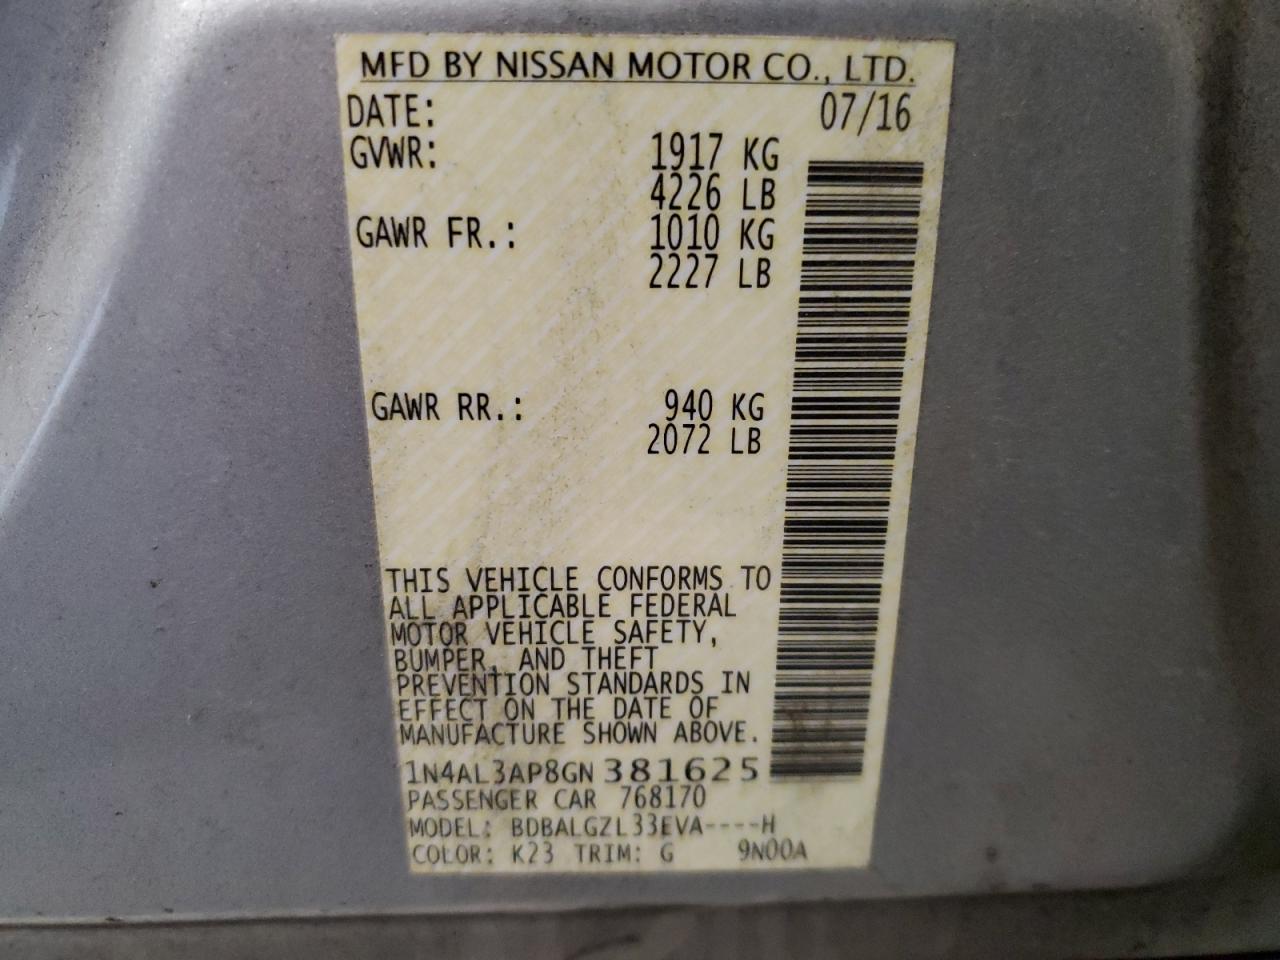 MFD BY NISSAN MOTOR CO., LTD.
DATE: 07/16
GVWR: 1917 KG
4226 LB
GAWR FR.: 1010 KG
2227 LB
GAWR RR.: 940 KG
2072 LB
THIS VEHICLE CONFORMS TO
ALL APPLICABLE FEDERAL
MOTOR VEHICLE SAFETY,
BUMPER, AND THEFT
PREVENTION STANDARDS IN
EFFECT ON THE DATE OF
MANUFACTURE SHOWN ABOVE.
1N4AL3AP8GN 381625
PASSENGER CAR 768170
MODEL: BDBALGZL33EVA----H
COLOR: K23 TRIM: G 9N00A